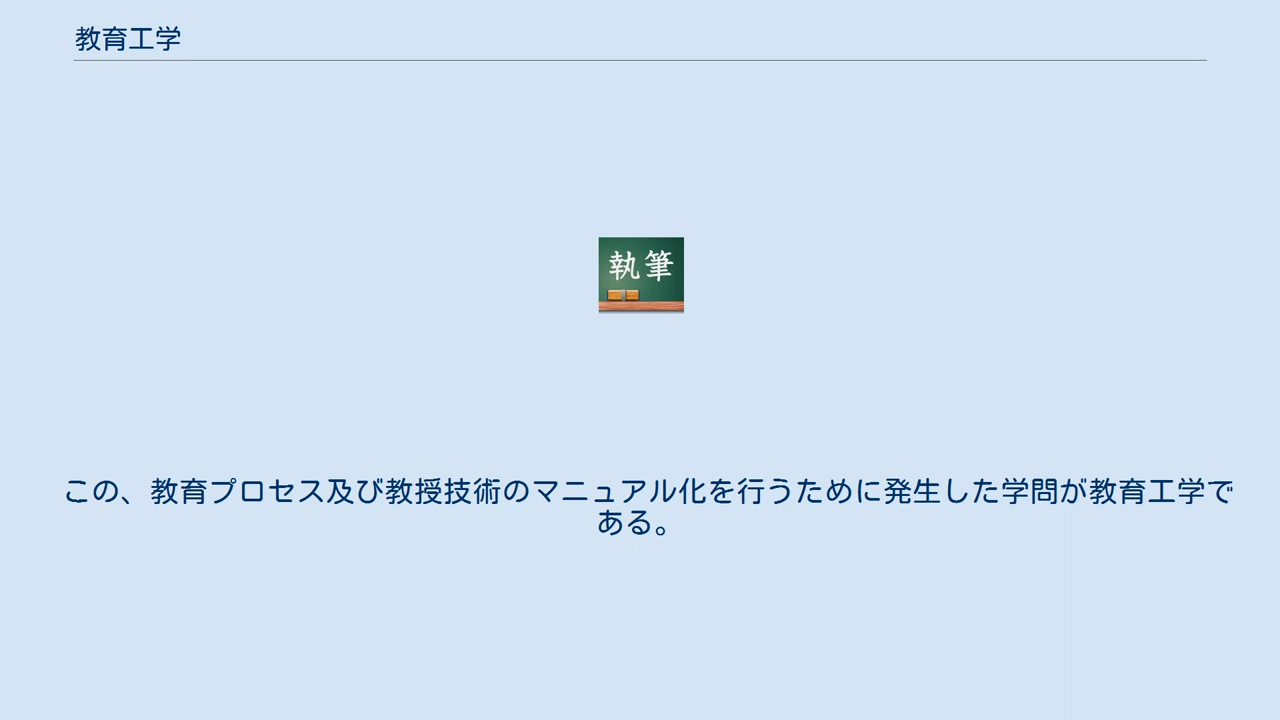 教育工学
執筆
この、教育プロセス及び教授技術のマニュアル化を行うために発生した学問が教育工学で
ある。